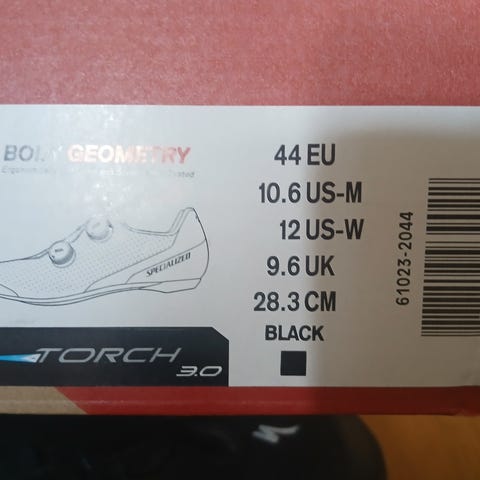 BODY GEOMETRY
44 EU
10.6 US-M
12 US-W
9.6 UK
28.3 CM
BLACK
SPECIALIZED
TORCH
3.0
61023-2044